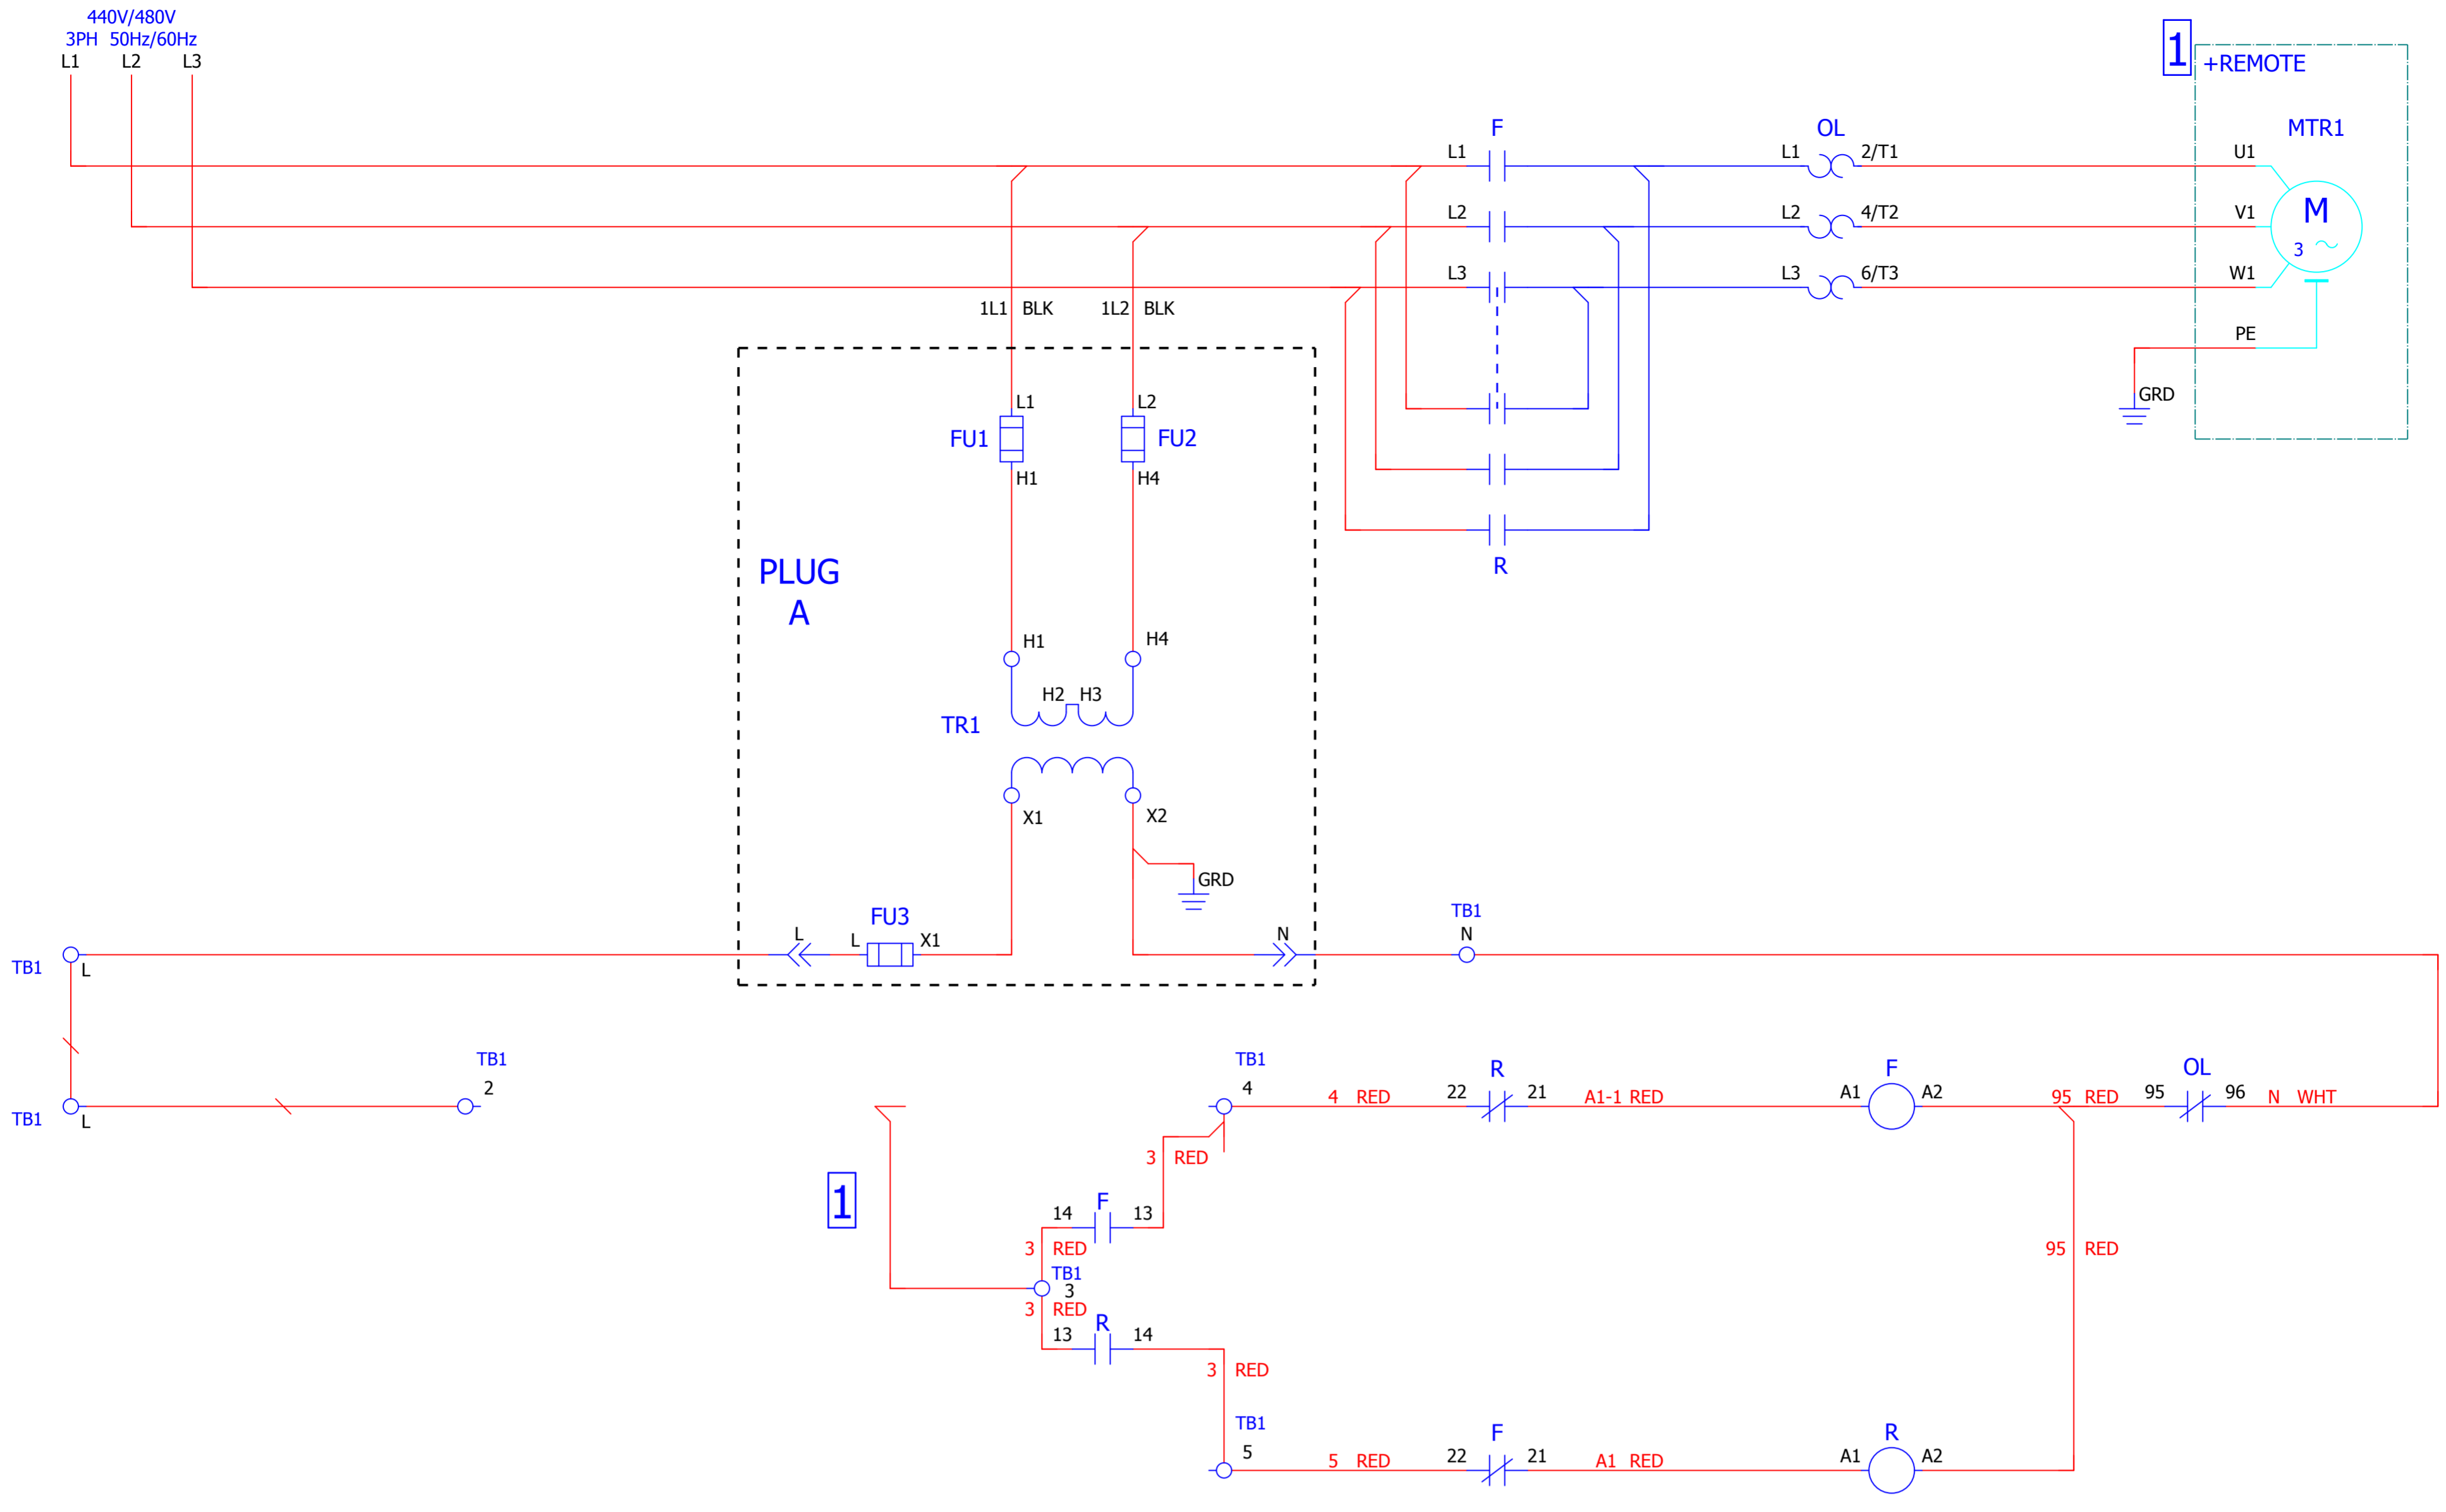 440V/480V
3PH 50Hz/60Hz
L1 L2 L3
1 +REMOTE
F OL MTR1
L1 L1 2/T1 U1
L2 L2 4/T2 V1
M
3
L3 L3 6/T3 W1
1L1 BLK 1L2 BLK
PE
GRD
L1 L2
FU1 FU2
H1 H4
R
PLUG
A
H1 H4
H2 H3
TR1
X1 X2
GRD
FU3 TB1
L L X1 N N
TB1 L
TB1 TB1 R F OL
2 4 4 RED 22 21 A1-1 RED A1 A2 95 RED 95 96 N WHT
TB1 L
3 RED
1
F
14 13
3 RED 95 RED
TB1
3
3 RED
R
13 14
3 RED
TB1 F R
5 5 RED 22 21 A1 RED A1 A2